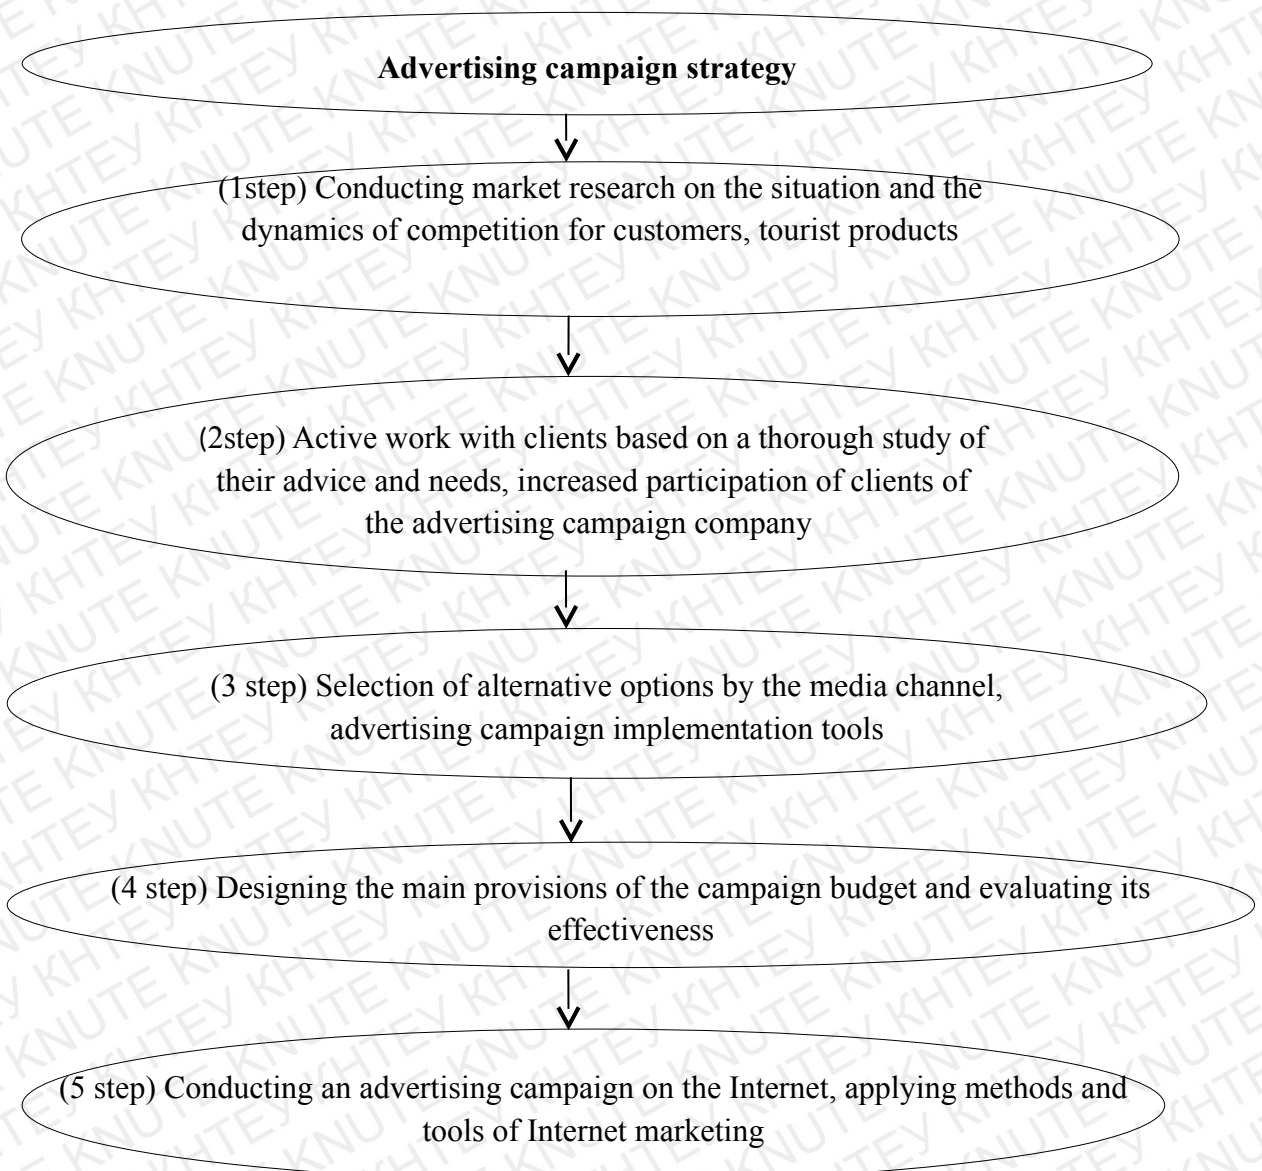 Advertising campaign strategy
(1step) Conducting market research on the situation and the
dynamics of competition for customers, tourist products
(2step) Active work with clients based on a thorough study of
their advice and needs, increased participation of clients of
the advertising campaign company
(3 step) Selection of alternative options by the media channel,
advertising campaign implementation tools
(4 step) Designing the main provisions of the campaign budget and evaluating its
effectiveness
(5 step) Conducting an advertising campaign on the Internet, applying methods and
tools of Internet marketing
KNUTE КНТЕУ